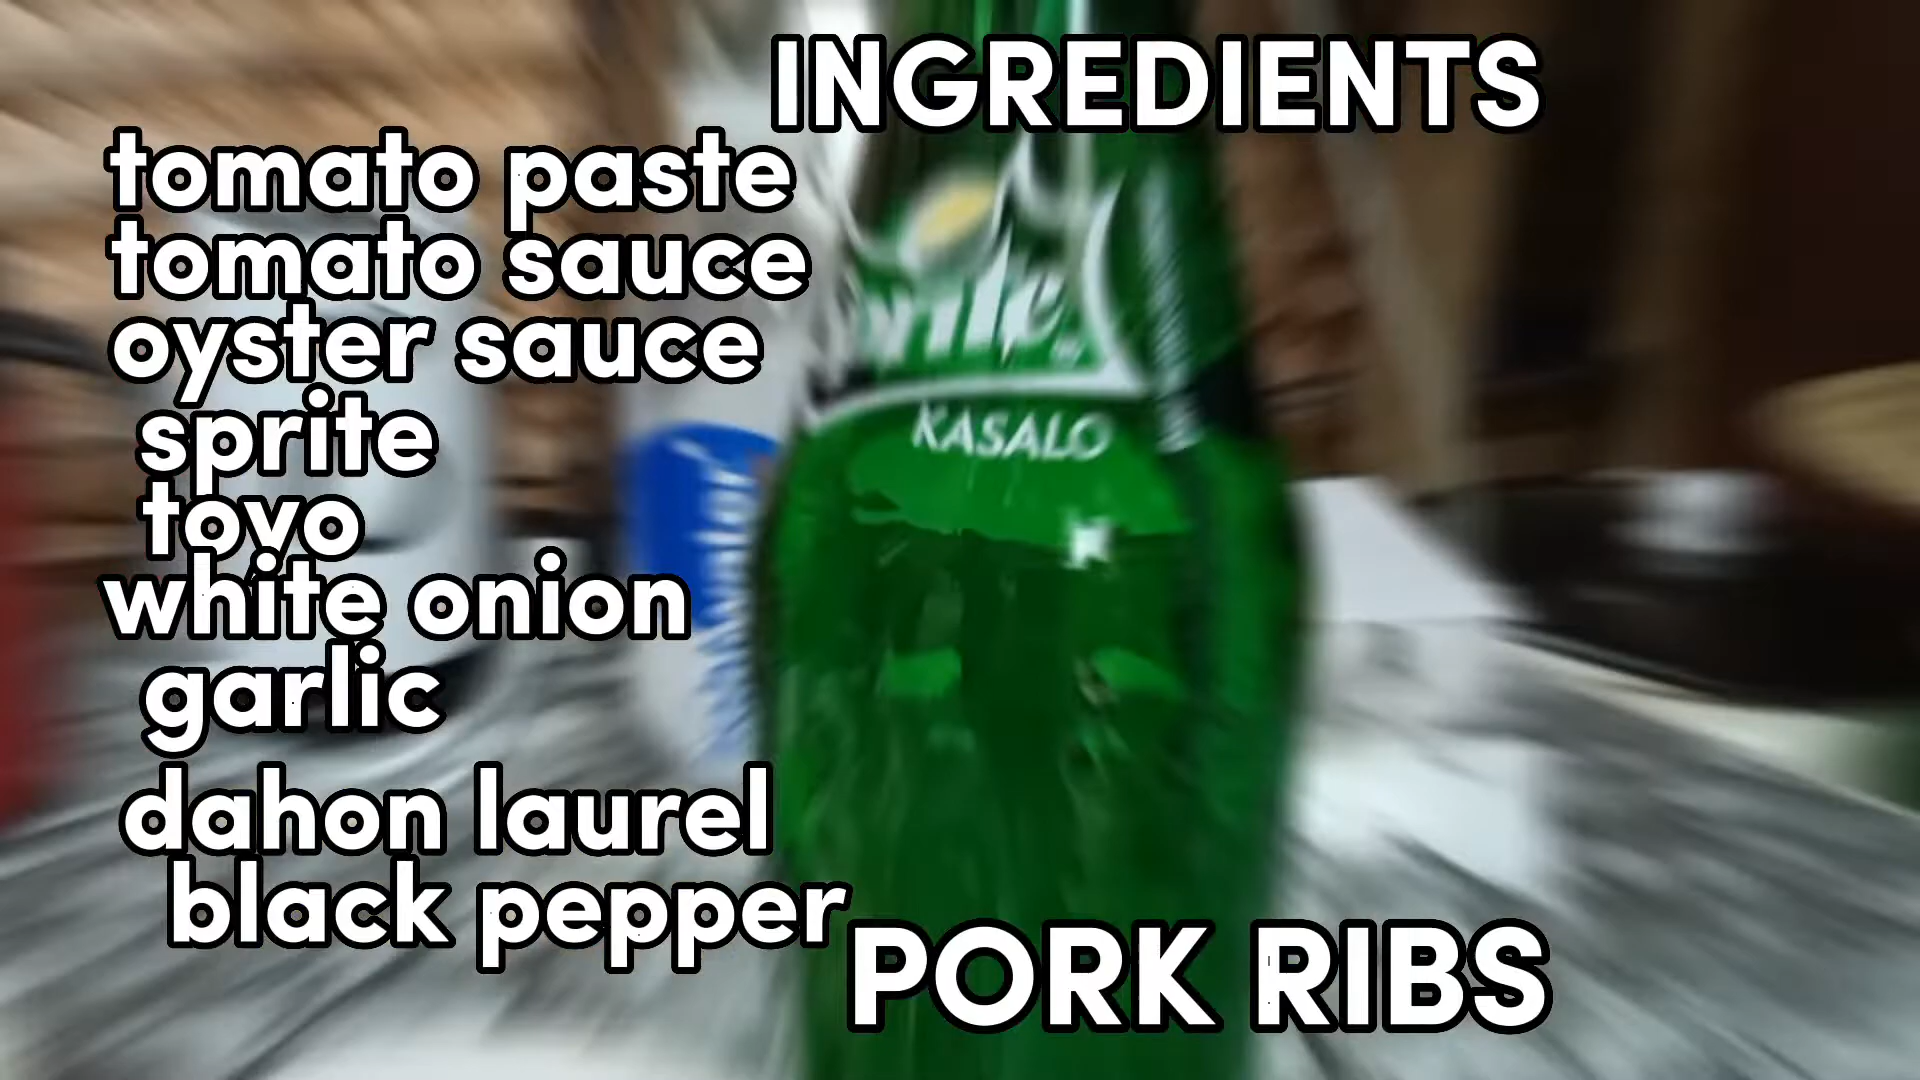 INGREDIENTS
tomato paste
tomato sauce
oyster sauce
sprite
toyo
white onion
garlic
dahon laurel
black pepper
PORK RIBS
Sprite
KASALO